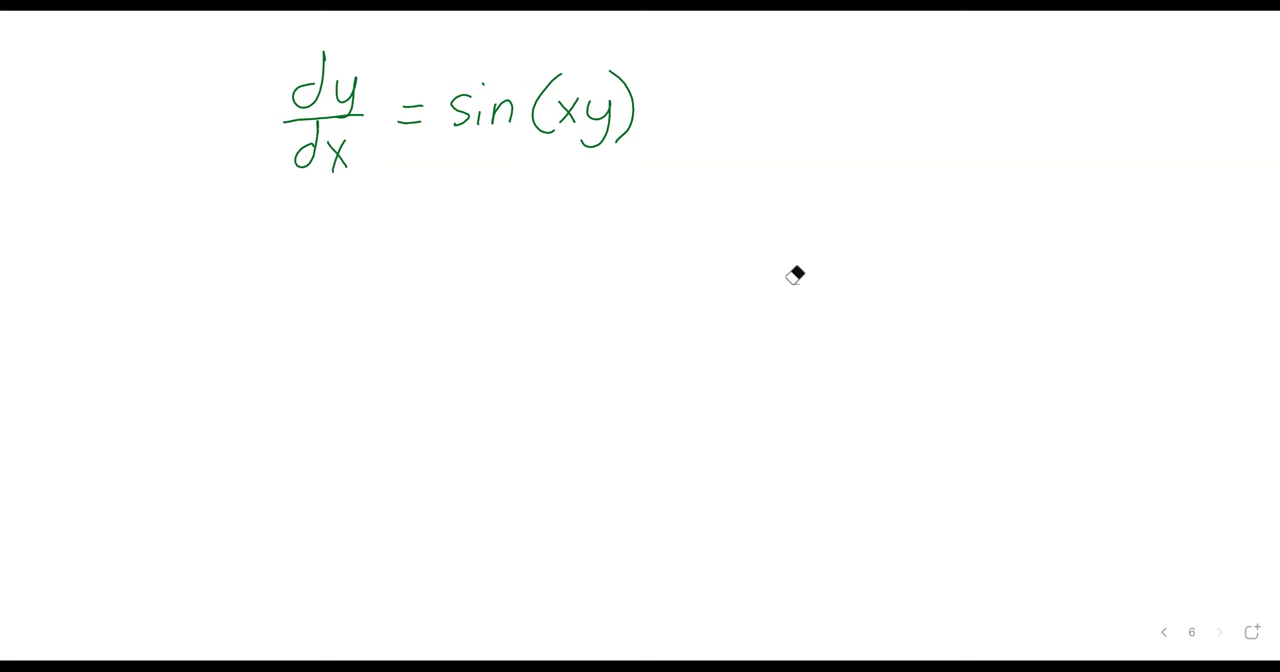 dy/dx = sin(xy)
6